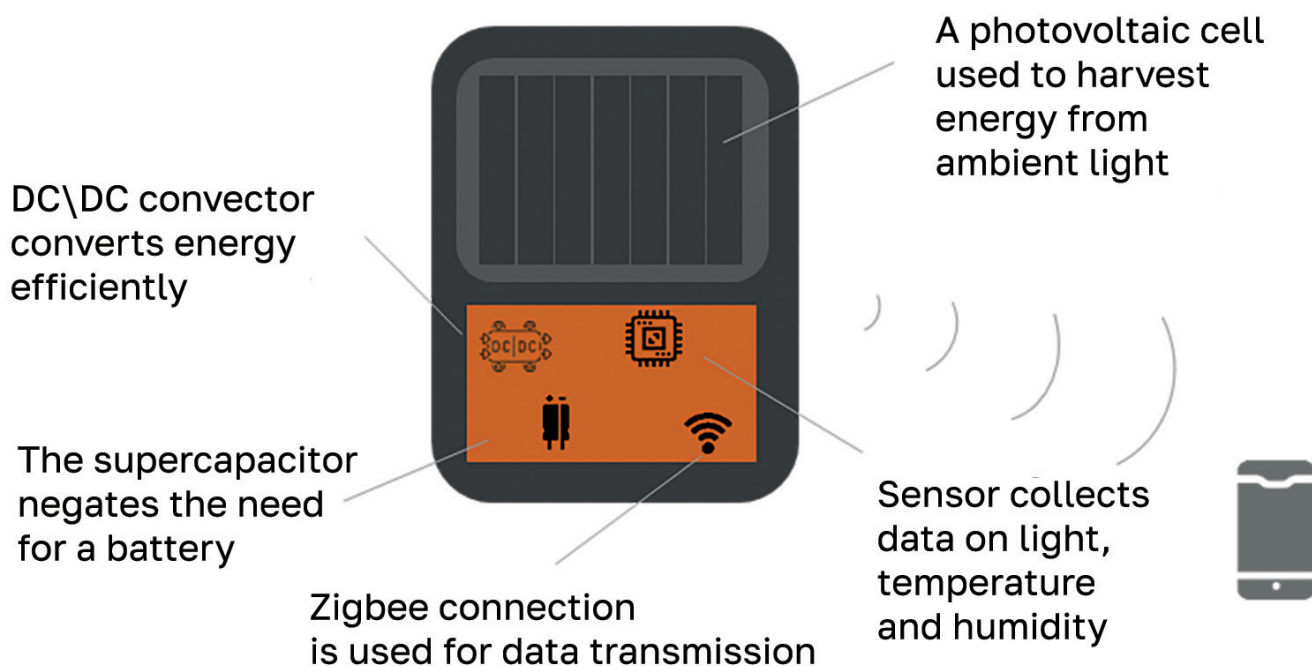 A photovoltaic cell
used to harvest
energy from
ambient light
DC\DC convector
converts energy
efficiently
DC|DC
The supercapacitor
negates the need
for a battery
Sensor collects
data on light,
temperature
and humidity
Zigbee connection
is used for data transmission